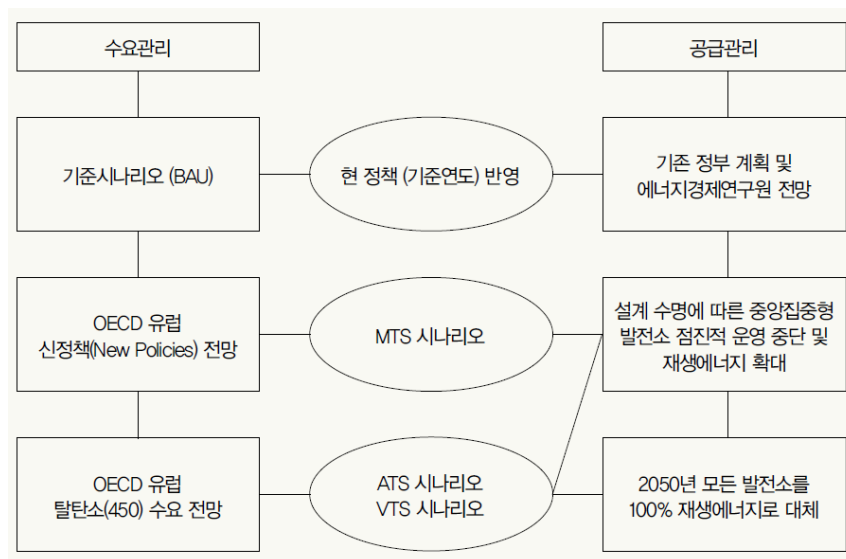 수요관리
공급관리
기준시나리오 (BAU)
현 정책 (기준연도) 반영
기존 정부 계획 및
에너지경제연구원 전망
OECD 유럽
신정책(New Policies) 전망
MTS 시나리오
설계 수명에 따른 중앙집중형
발전소 점진적 운영 중단 및
재생에너지 확대
OECD 유럽
탈탄소(450) 수요 전망
ATS 시나리오
VTS 시나리오
2050년 모든 발전소를
100% 재생에너지로 대체